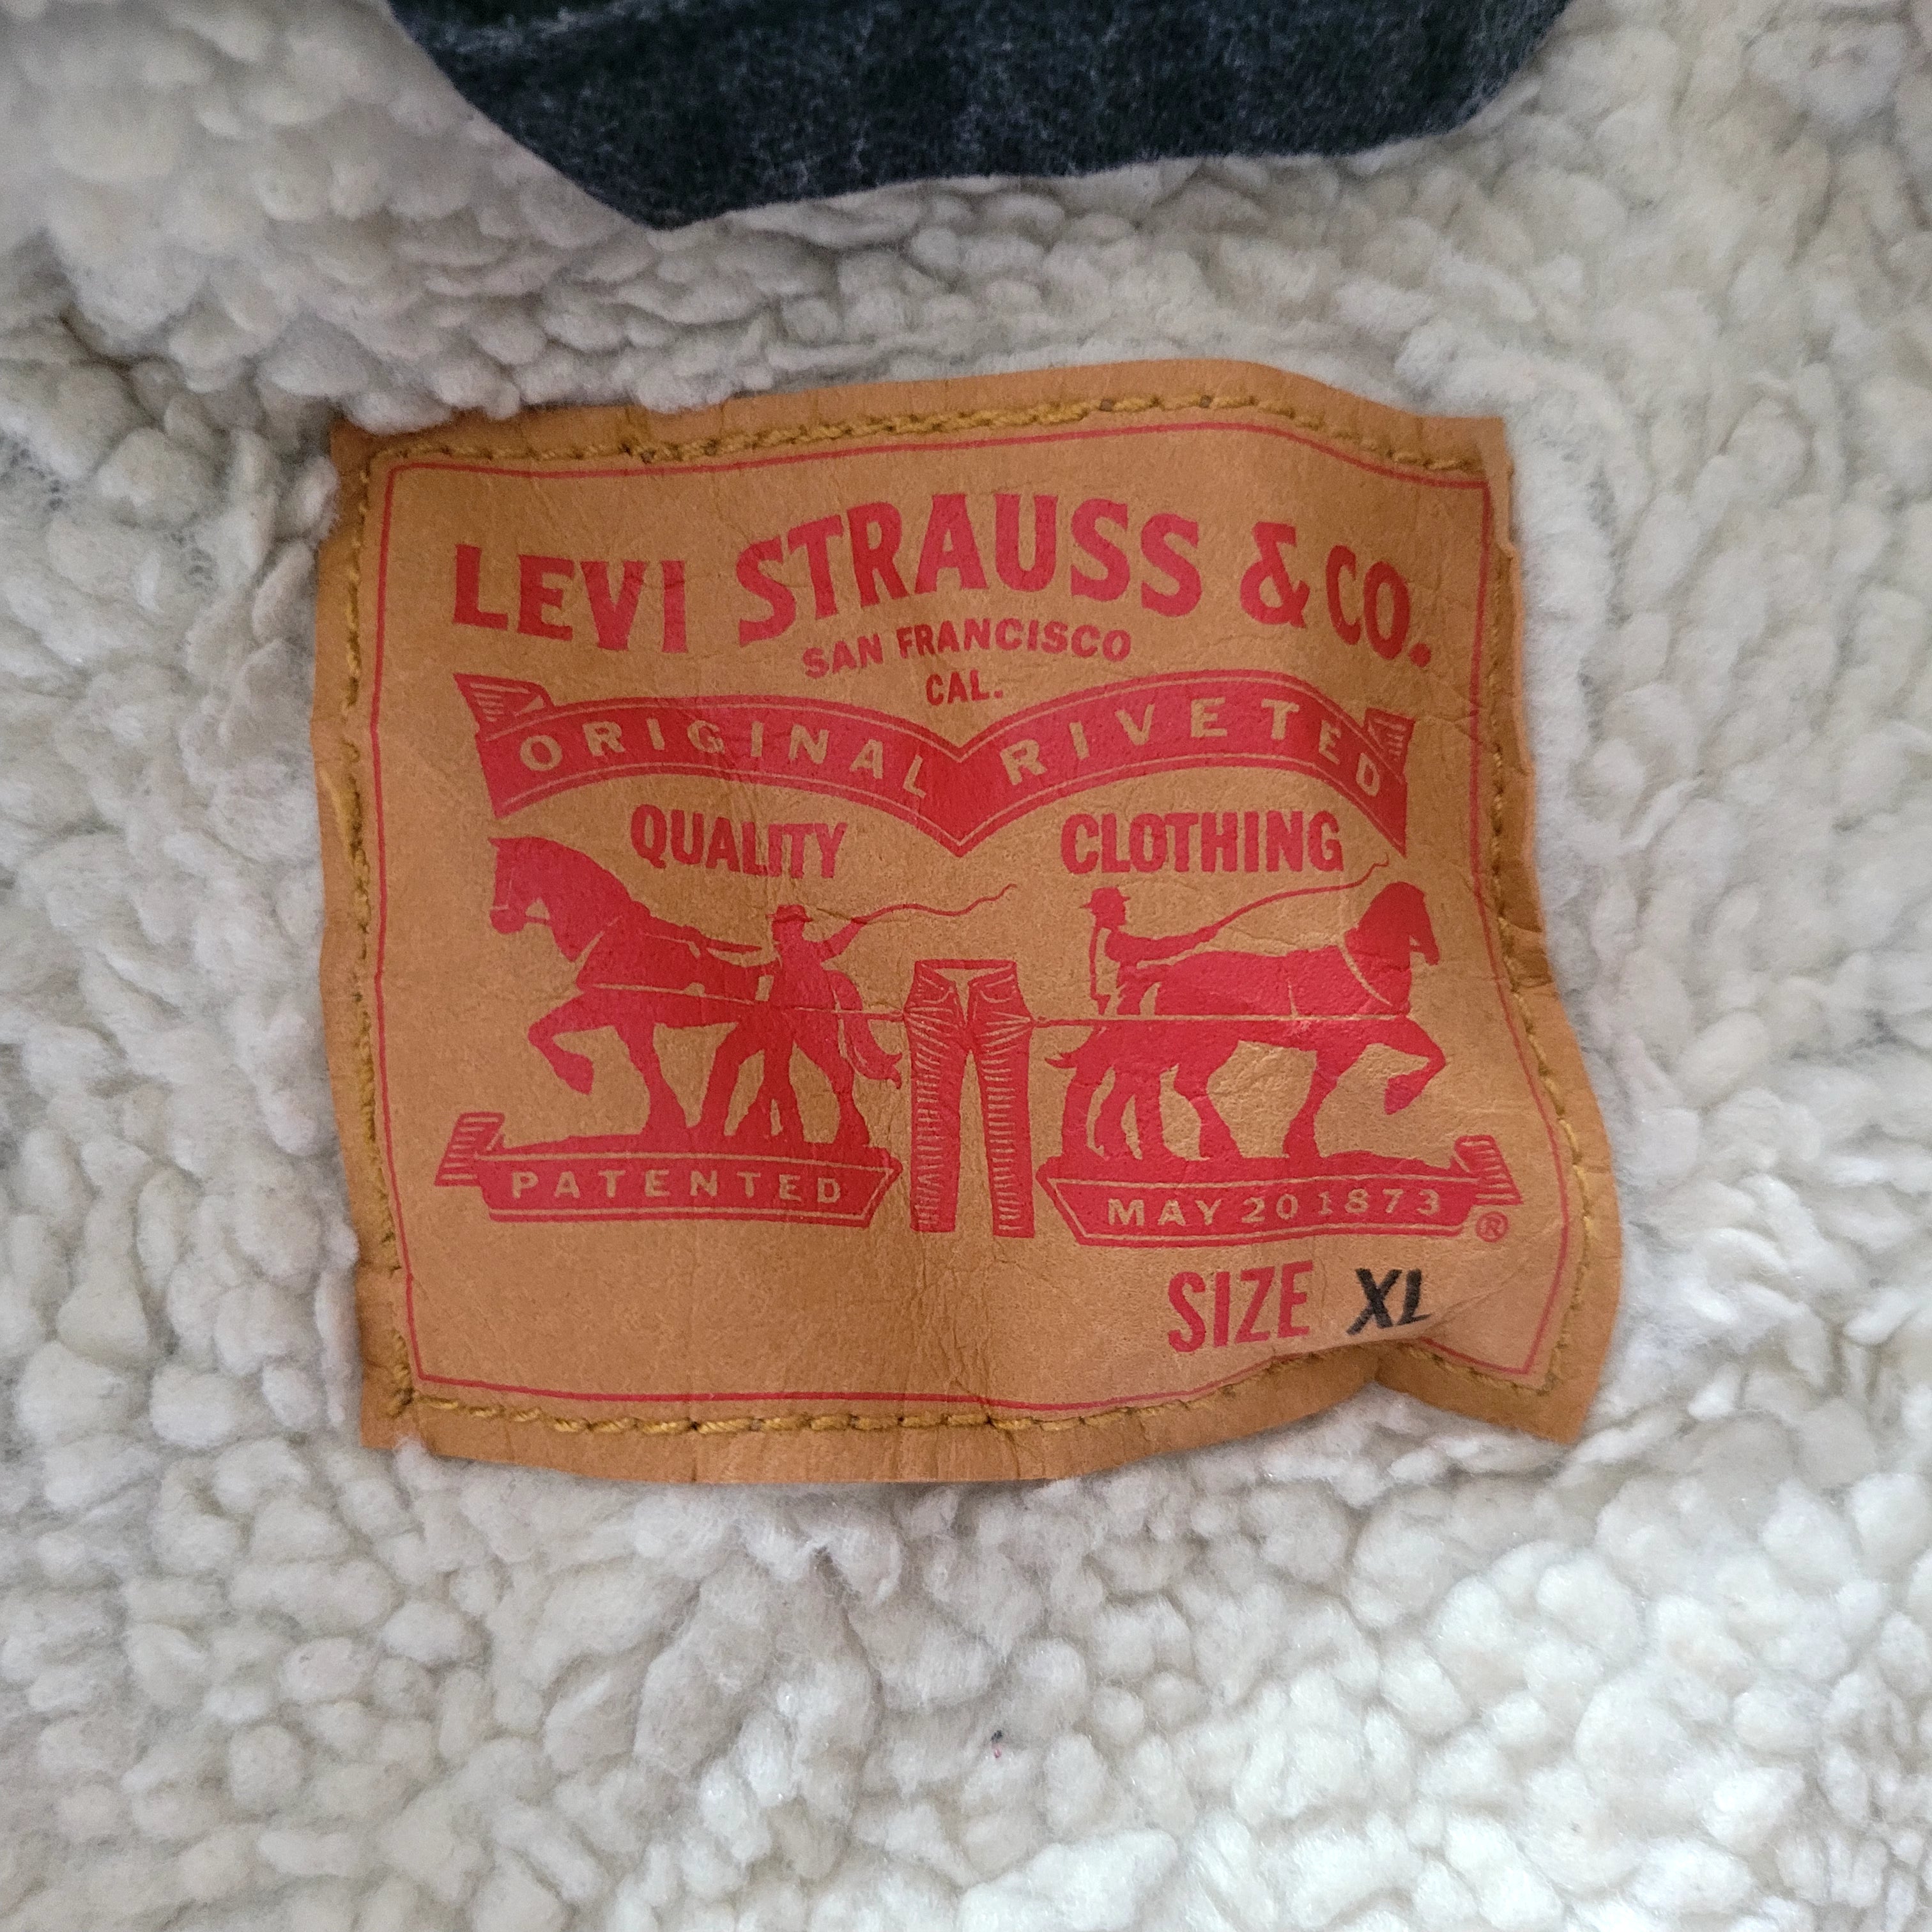 LEVI STRAUSS & CO.
SAN FRANCISCO
CAL.
ORIGINAL RIVETED
QUALITY CLOTHING
PATENTED MAY 20 1873 ®
SIZE XL